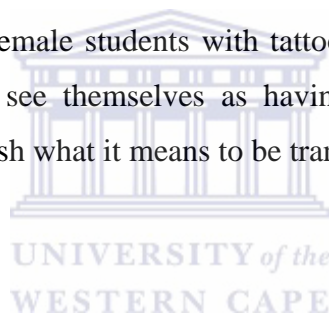 emale students with tattoo
see themselves as having
sh what it means to be tran
UNIVERSITY of the
WESTERN CAPE